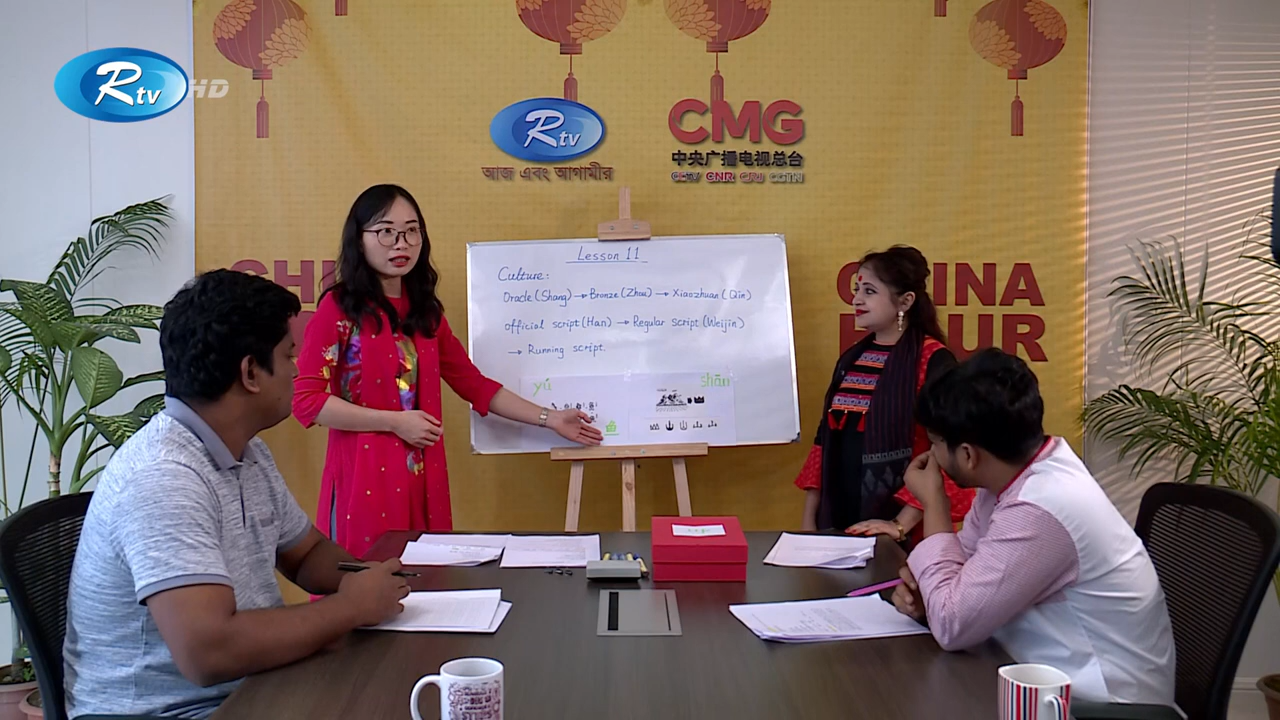 Rtv HD
Rtv
আজ এবং আগামীর
CMG
中央广播电视总台
CCTV CNR CRI CGTN
CHINA
HOUR
Lesson 11
Culture:
Oracle (Shang) → Bronze (Zhou) → Xiaozhuan (Qin)
official script (Han) → Regular script (Weijin)
→ Running script
yú
shān